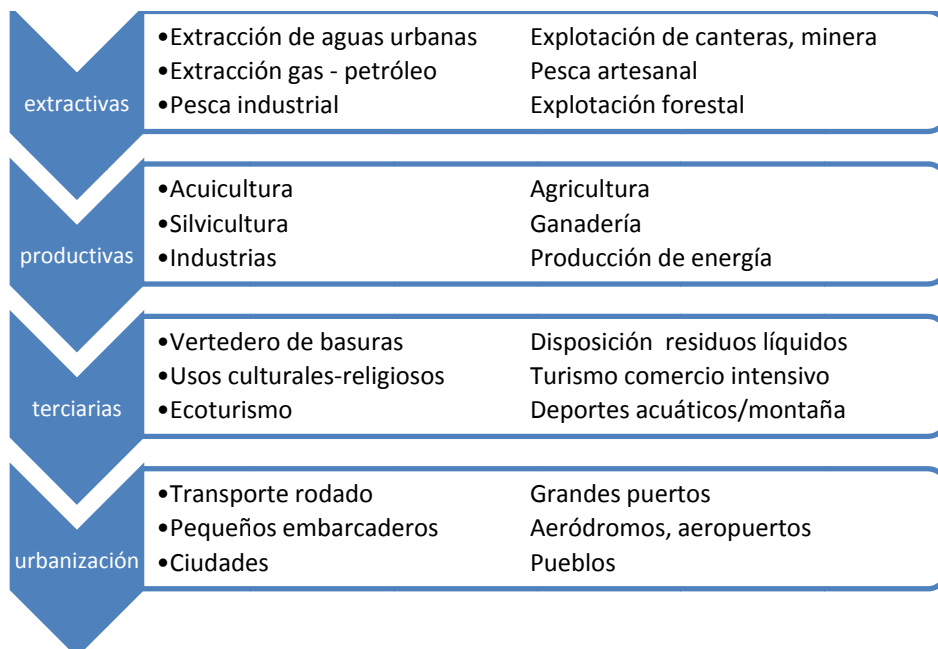 extractivas
•Extracción de aguas urbanas Explotación de canteras, minera
•Extracción gas - petróleo Pesca artesanal
•Pesca industrial Explotación forestal
productivas
•Acuicultura Agricultura
•Silvicultura Ganadería
•Industrias Producción de energía
terciarias
•Vertedero de basuras Disposición residuos líquidos
•Usos culturales-religiosos Turismo comercio intensivo
•Ecoturismo Deportes acuáticos/montaña
urbanización
•Transporte rodado Grandes puertos
•Pequeños embarcaderos Aeródromos, aeropuertos
•Ciudades Pueblos